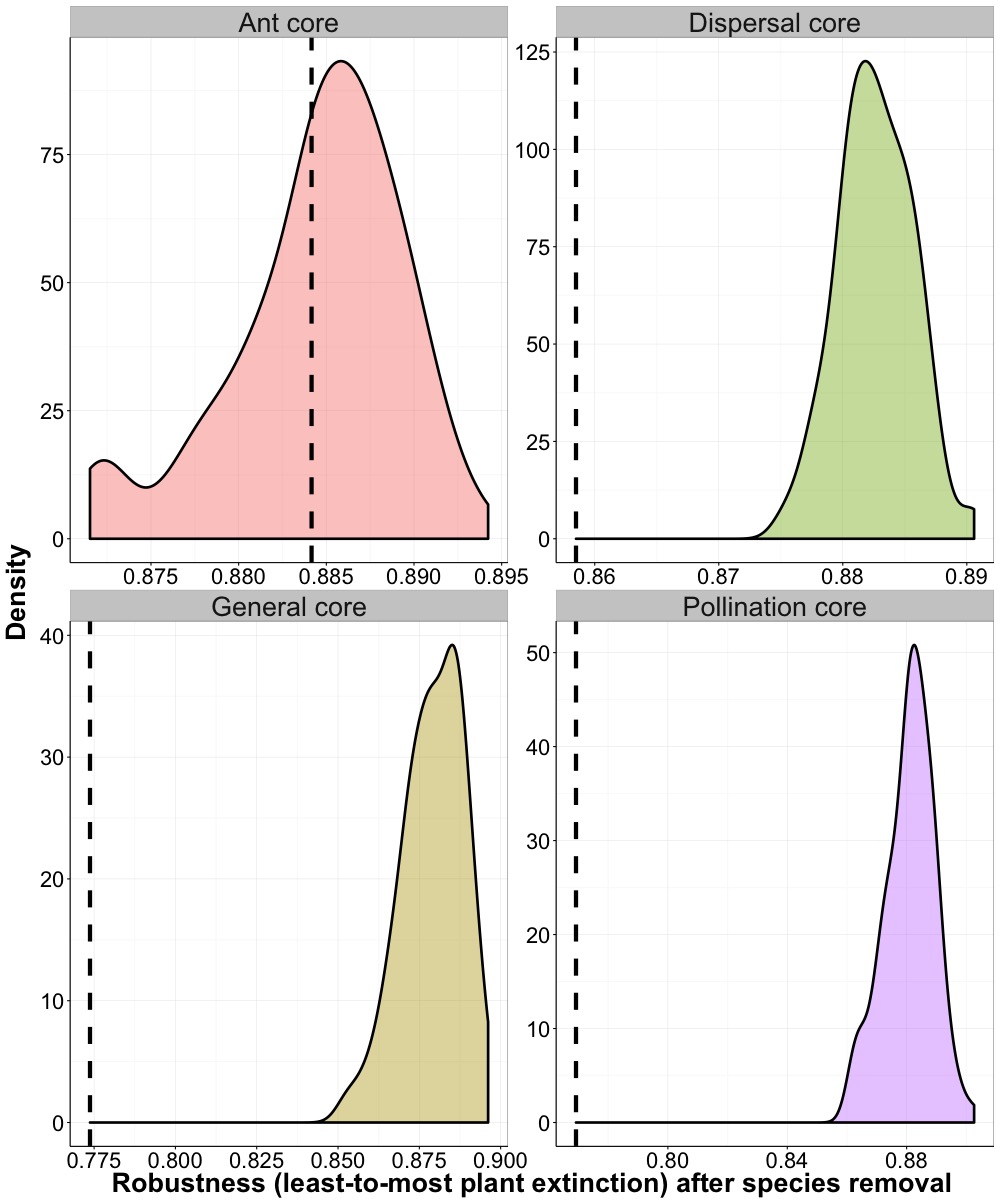 Ant core
Dispersal core
75
50
25
0
125
100
75
50
25
0
0.875 0.880 0.885 0.890 0.895
0.86 0.87 0.88 0.89
General core
Pollination core
40
30
20
10
0
50
40
30
20
10
0
0.775 0.800 0.825 0.850 0.875 0.900
0.80 0.84 0.88
Density
Robustness (least-to-most plant extinction) after species removal